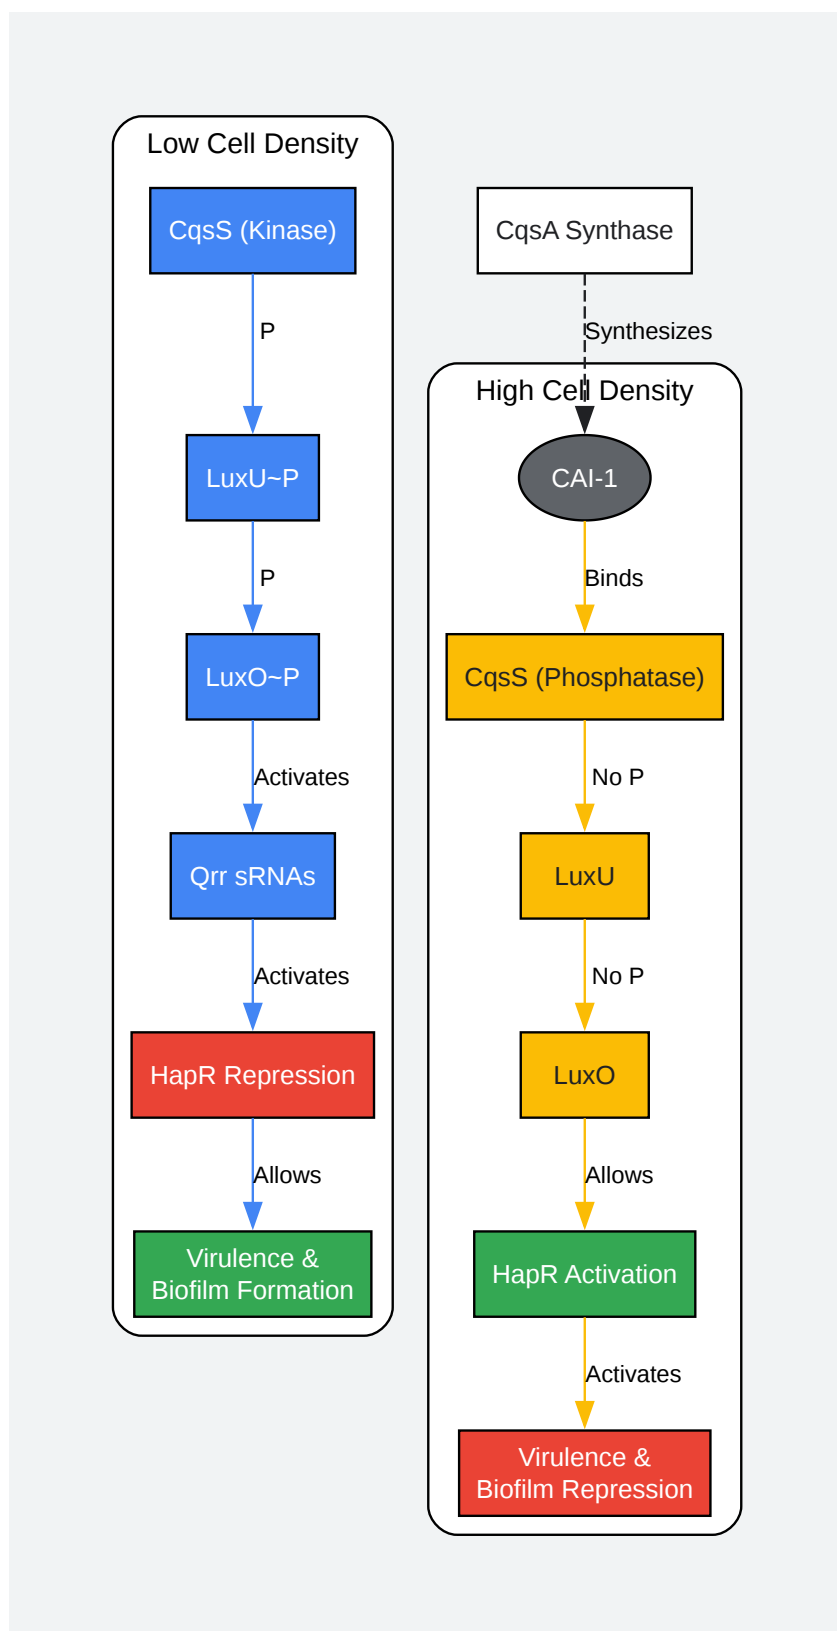 Low Cell Density
CqsS (Kinase)
P
LuxU~P
P
LuxO~P
Activates
Qrr sRNAs
Activates
HapR Repression
Allows
Virulence &
Biofilm Formation
CqsA Synthase
Synthesizes
High Cell Density
CAI-1
Binds
CqsS (Phosphatase)
No P
LuxU
No P
LuxO
Allows
HapR Activation
Activates
Virulence &
Biofilm Repression